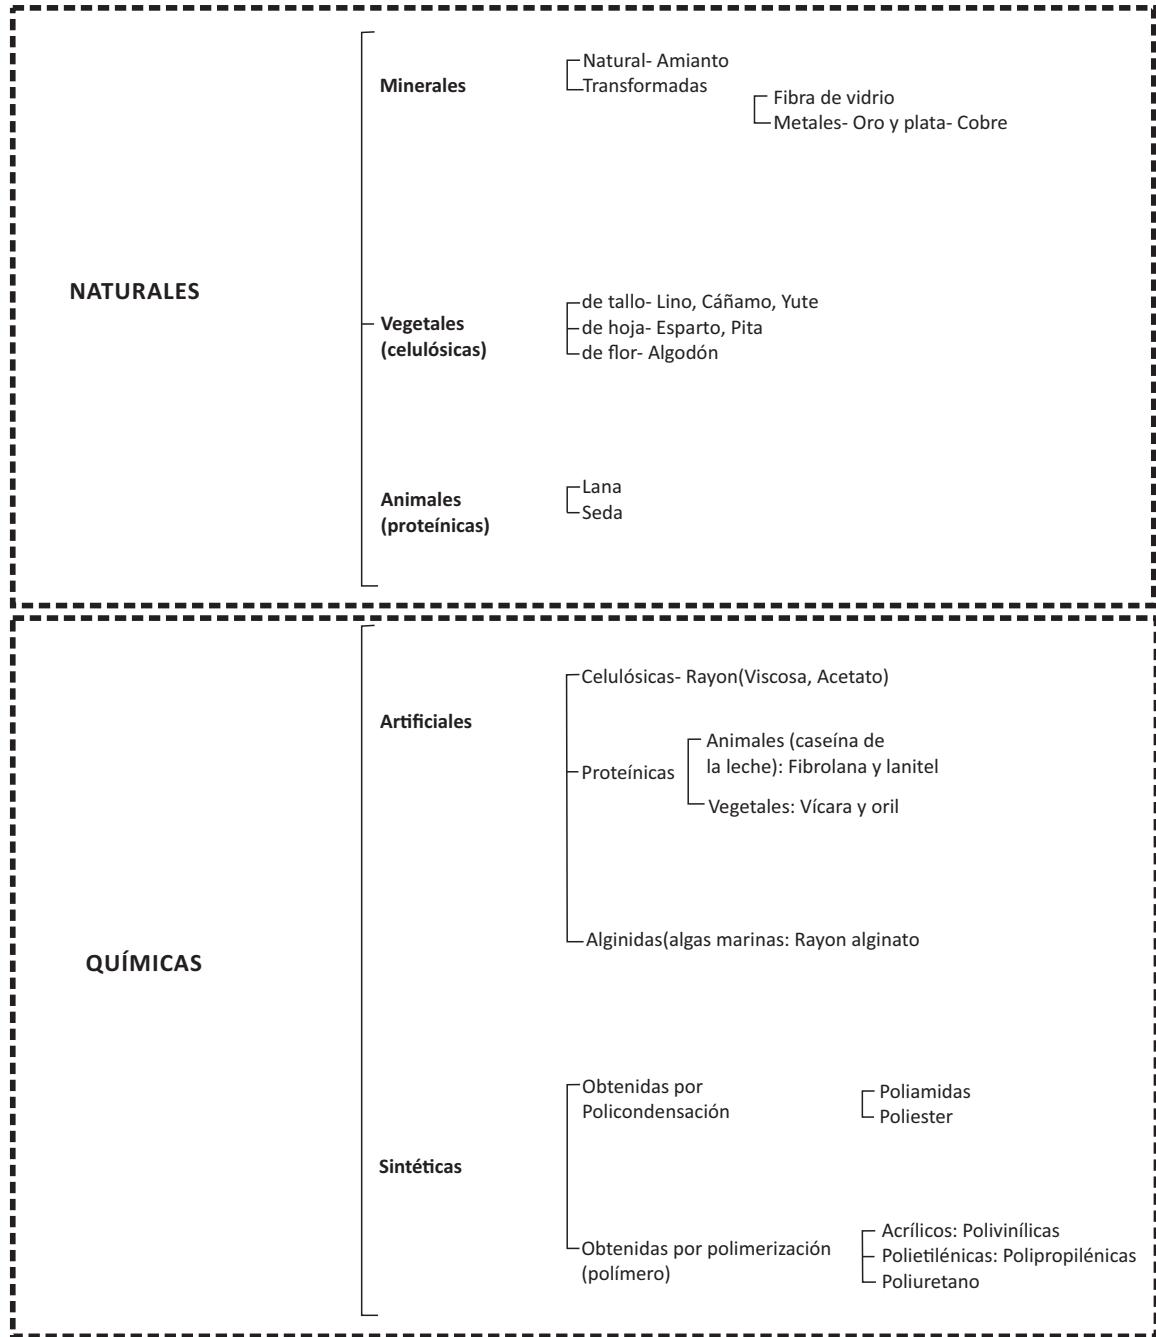 NATURALES
Minerales
Natural- Amianto
Transformadas
Fibra de vidrio
Metales- Oro y plata- Cobre
Vegetales
(celulósicas)
de tallo- Lino, Cáñamo, Yute
de hoja- Esparto, Pita
de flor- Algodón
Animales
(proteínicas)
Lana
Seda
QUÍMICAS
Artificiales
Celulósicas- Rayon(Viscosa, Acetato)
Proteínicas
Animales (caseína de
la leche): Fibrolana y lanitel
Vegetales: Vícara y oril
Alginidas(algas marinas: Rayon alginato
Sintéticas
Obtenidas por
Policondensación
Poliamidas
Poliester
Obtenidas por polimerización
(polímero)
Acrílicos: Polivinílicas
Polietilénicas: Polipropilénicas
Poliuretano